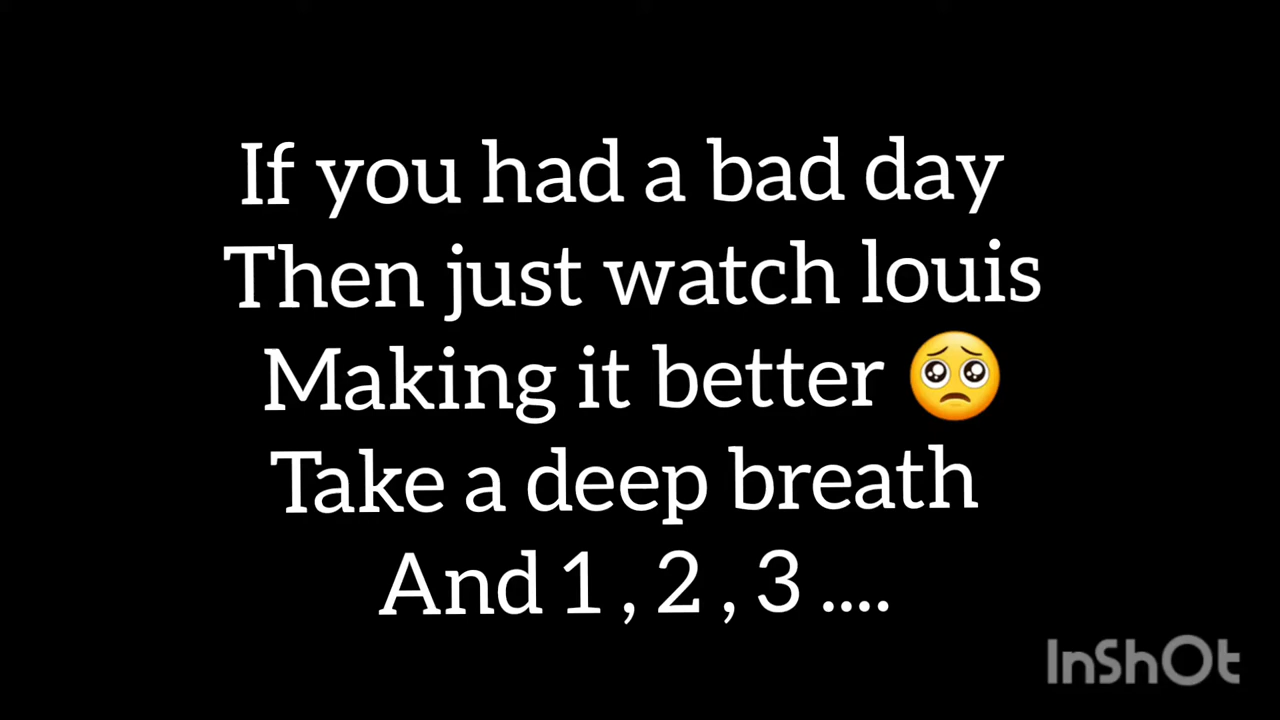 If you had a bad day
Then just watch louis
Making it better 🥺
Take a deep breath
And 1 , 2 , 3 ....
InShOt